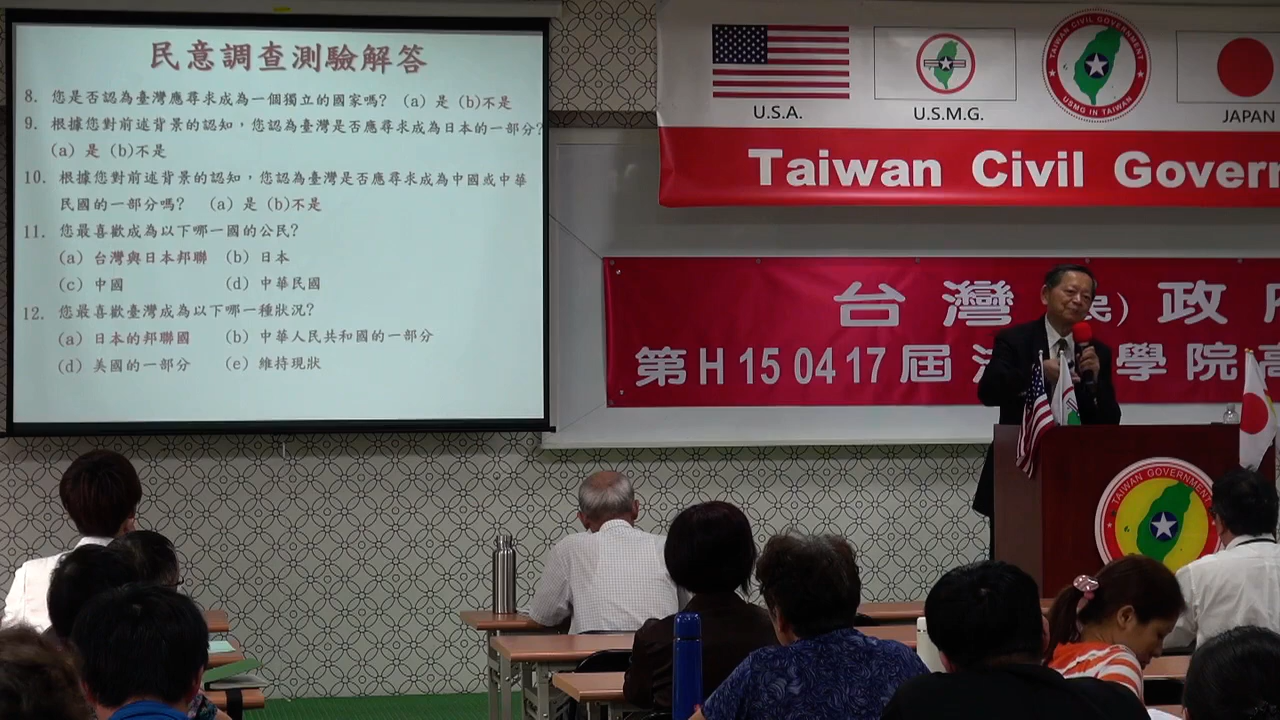 民意調查測驗解答
8. 您是否認為臺灣應尋求成為一個獨立的國家嗎? (a) 是 (b)不是
9. 根據您對前述背景的認知，您認為臺灣是否應尋求成為日本的一部分?
(a) 是 (b)不是
10. 根據您對前述背景的認知，您認為臺灣是否應尋求成為中國或中華
民國的一部分嗎? (a) 是 (b)不是
11. 您最喜歡成為以下哪一國的公民?
(a) 台灣與日本邦聯 (b) 日本
(c) 中國 (d) 中華民國
12. 您最喜歡臺灣成為以下哪一種狀況?
(a) 日本的邦聯國 (b) 中華人民共和國的一部分
(d) 美國的一部分 (e) 維持現狀
U.S.A.
U.S.M.G.
TAIWAN CIVIL GOVERNMENT
USMG IN TAIWAN
JAPAN
Taiwan Civil Govern
台灣 民) 政
第H 15 04 17 屆 學院高
TAIWAN GOVERNMENT